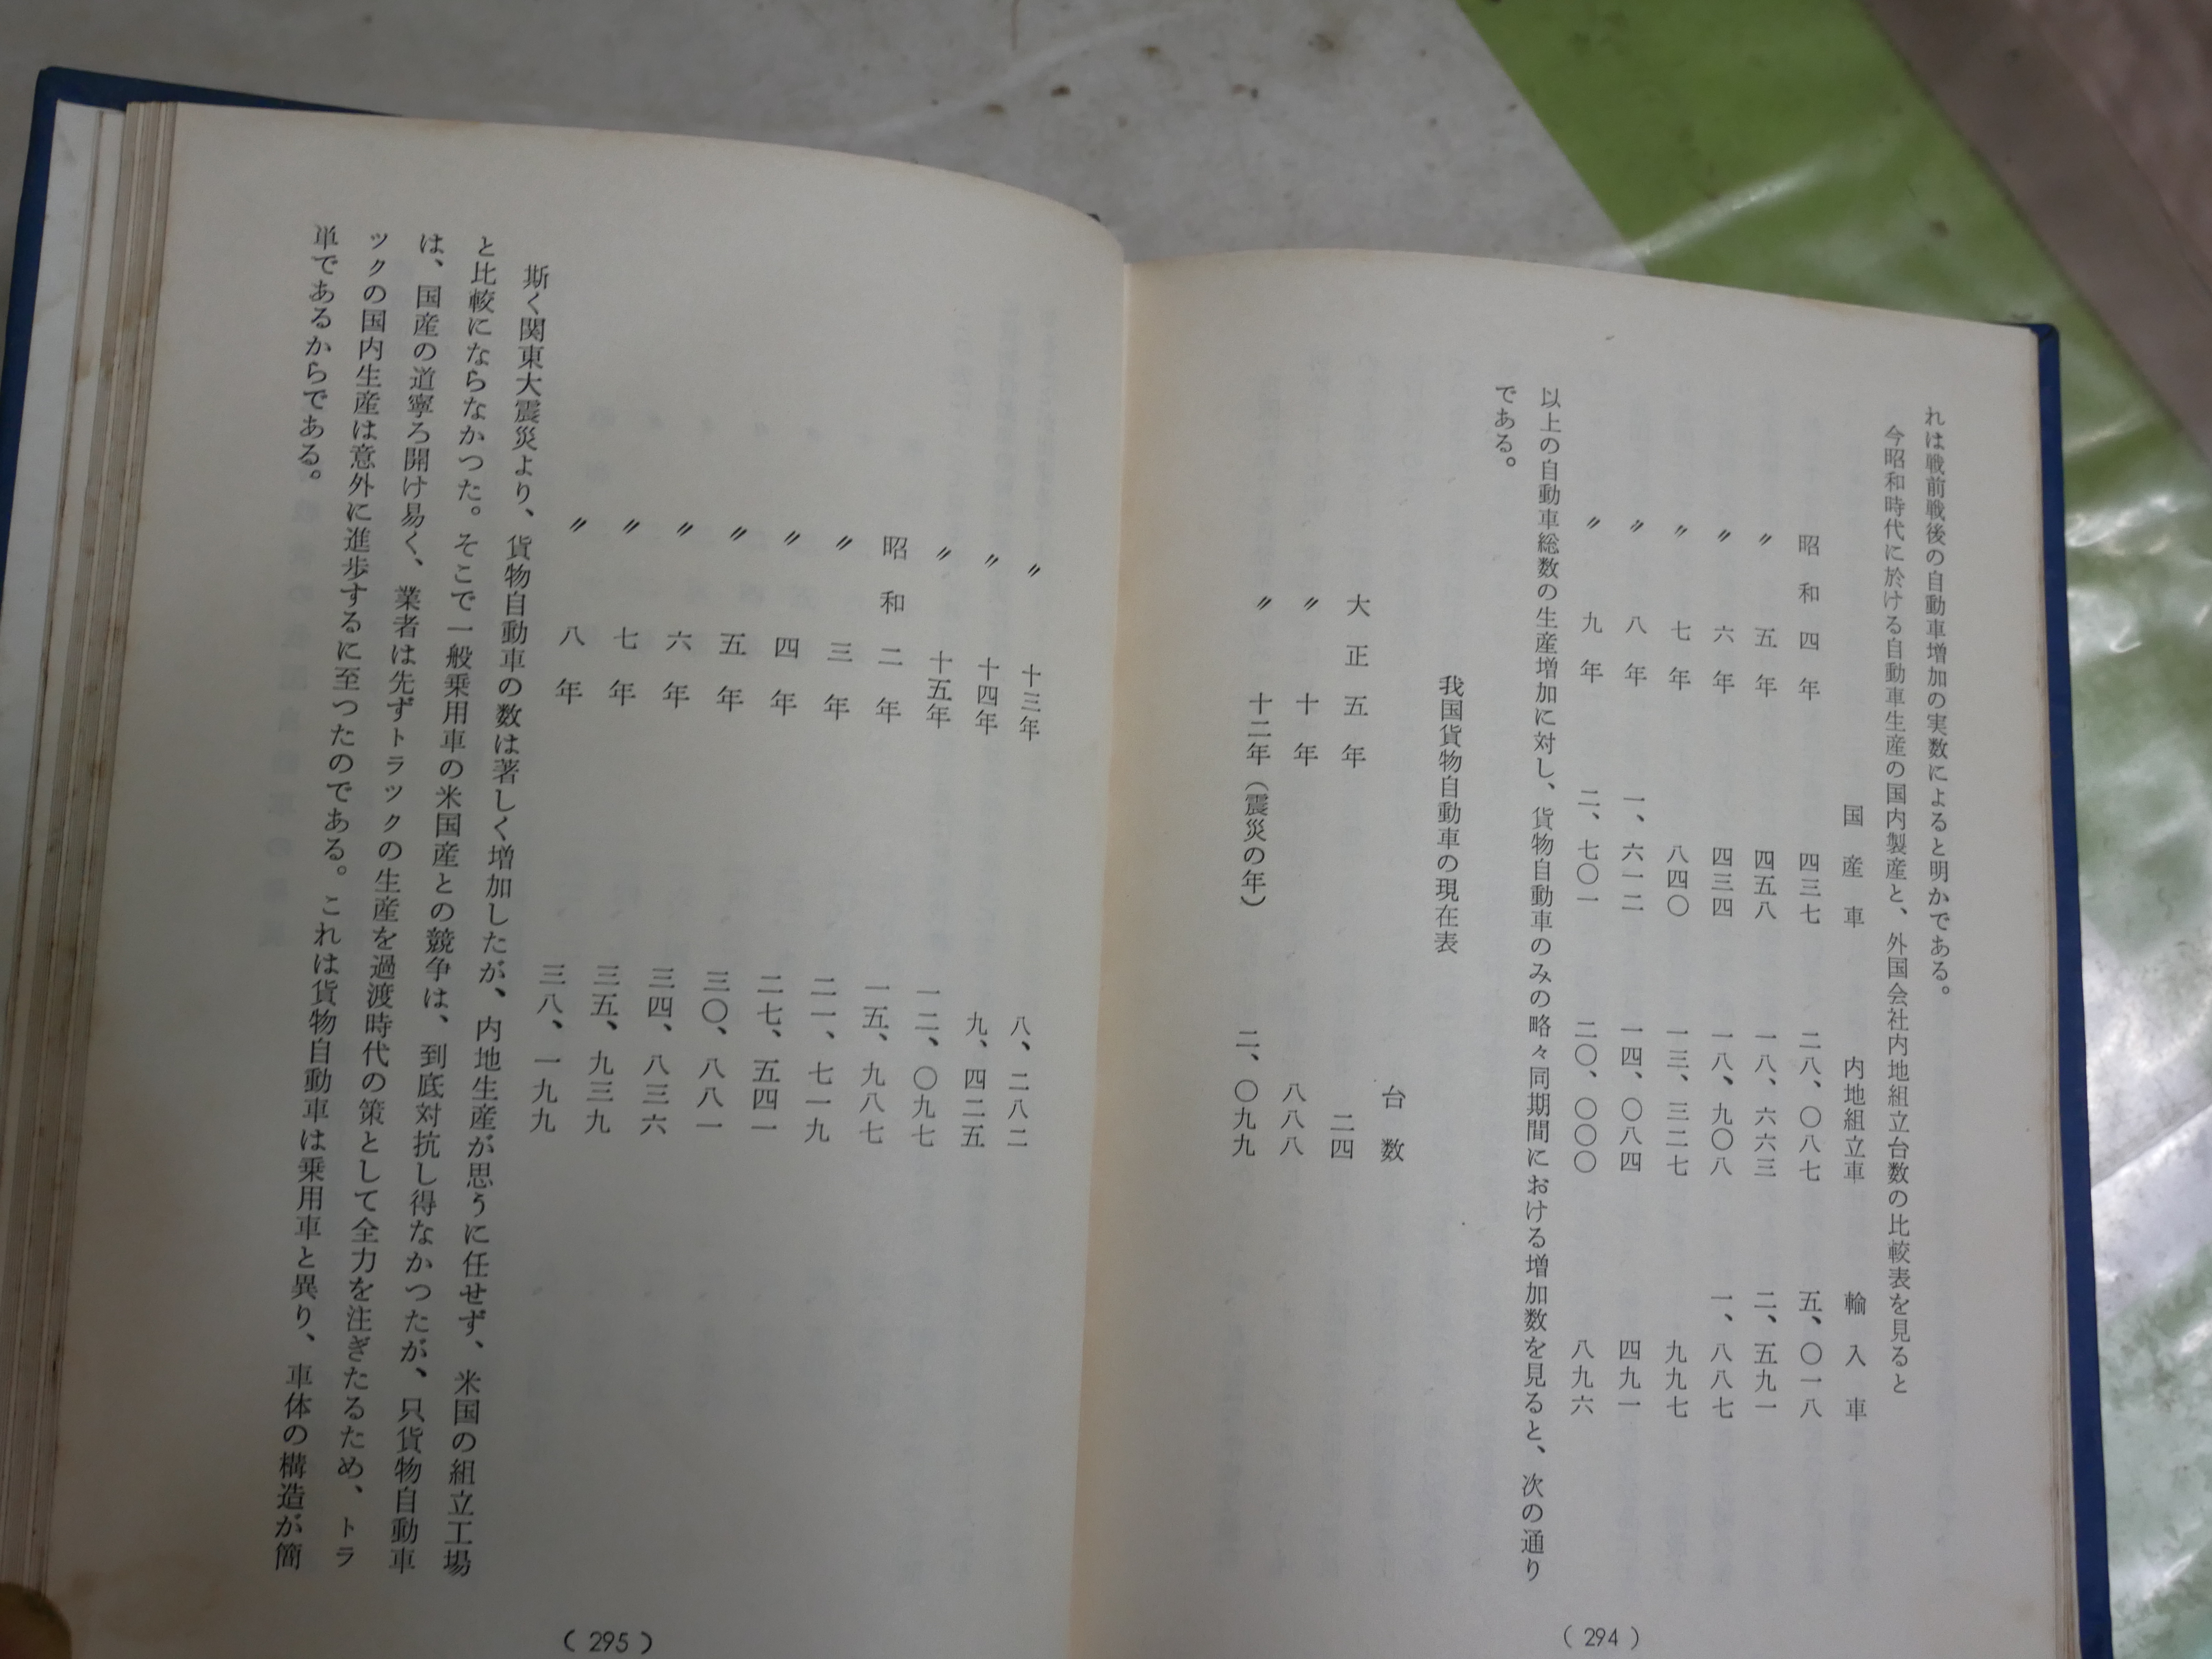 れは戦前戦後の自動車増加の実数によると明かである。
今昭和時代に於ける自動車生産の国内製産と、外国会社内地組立台数の比較表を見ると
国産車　内地組立車　輸入車
昭和四年　四三七　二八、〇八七　五、〇一八
〃五年　四五八　一八、六六三　二、五九一
〃六年　四三四　一八、九〇八　一、八八七
〃七年　八四〇　一三、三二七　九九七
〃八年　一、六一二　一四、〇八四　四九一
〃九年　二、七〇一　二〇、〇〇〇　八九六
以上の自動車総数の生産増加に対し、貨物自動車のみの略々同期間における増加数を見ると、次の通り
である。
我国貨物自動車の現在表
台数
大正五年　二四
〃十年　八八八
〃十二年（震災の年）　二、〇九九
(294)
〃十三年　八、二八二
〃十四年　九、四二五
〃十五年　一二、〇九七
昭和二年　一五、九八七
〃三年　二一、七一九
〃四年　二七、五四一
〃五年　三〇、八八一
〃六年　三四、八三六
〃七年　三五、九三九
〃八年　三八、一九九
斯く関東大震災より、貨物自動車の数は著しく増加したが、内地生産が思うに任せず、米国の組立工場
と比較にならなかつた。そこで一般乗用車の米国産との競争は、到底対抗し得なかつたが、只貨物自動車
は、国産の道寧ろ開け易く、業者は先ずトラックの生産を過渡時代の策として全力を注ぎたるため、トラ
ツクの国内生産は意外に進歩するに至つたのである。これは貨物自動車は乗用車と異り、車体の構造が簡
単であるからである。
(295)